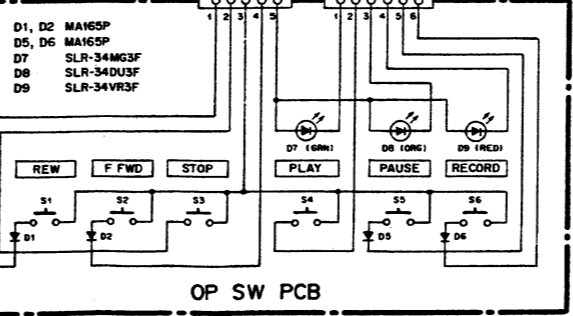 1 2 3 4 5 1 2 3 4 5 6
D1, D2 MA165P
D5, D6 MA165P
D7 SLR-34MG3F
D8 SLR-34DU3F
D9 SLR-34VR3F
D7 (GRN) D8 (ORG) D9 (RED)
REW F FWD STOP PLAY PAUSE RECORD
S1 S2 S3 S4 S5 S6
D1 D2 D5 D6
OP SW PCB